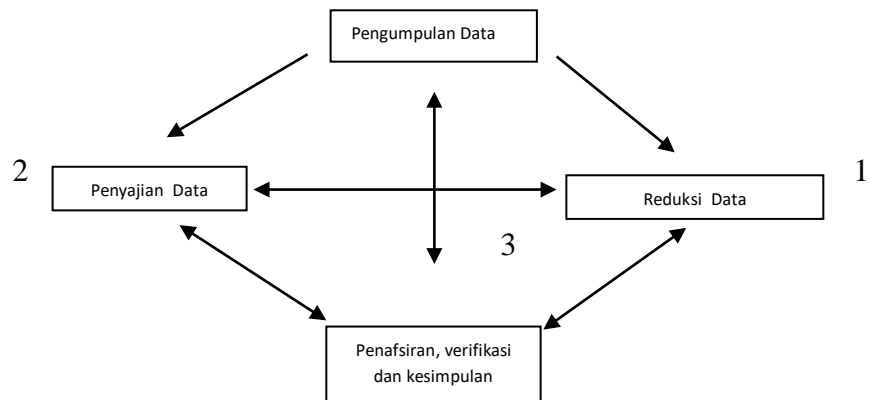 Pengumpulan Data
2
Penyajian Data
Reduksi Data
1
3
Penafsiran, verifikasi
dan kesimpulan